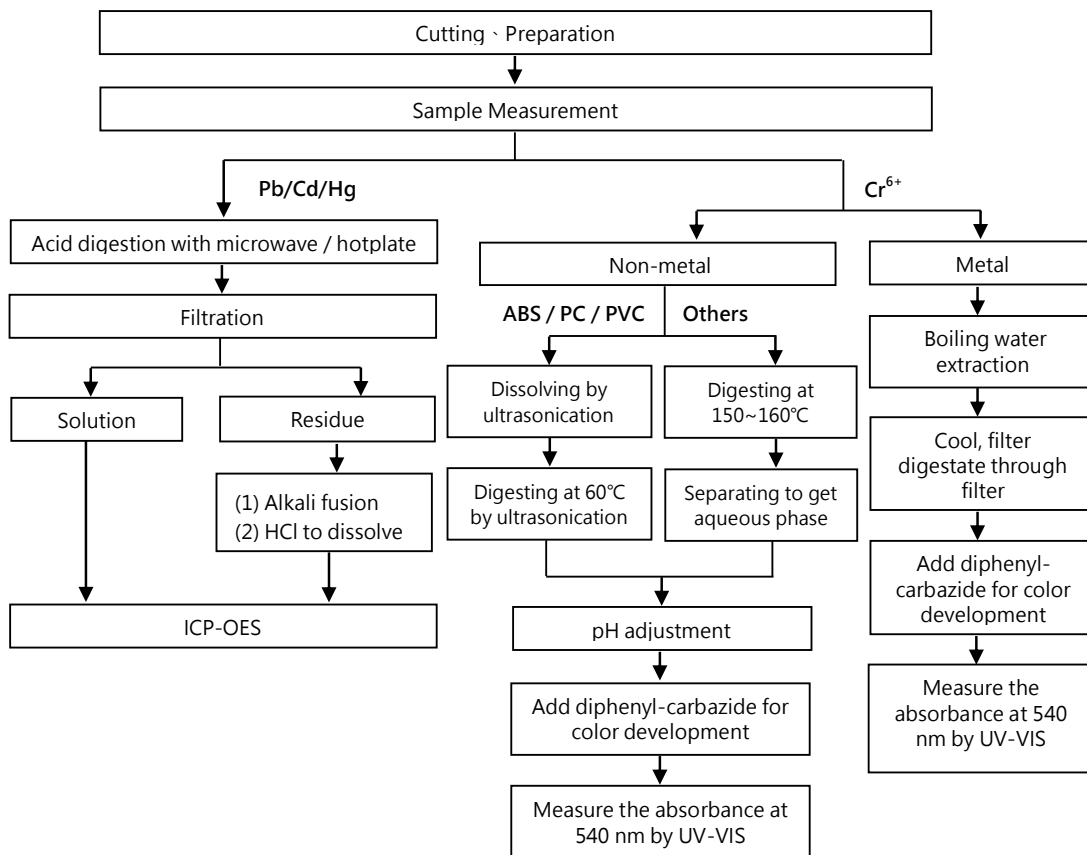 Cutting、Preparation
Sample Measurement
Pb/Cd/Hg
Cr6+
Acid digestion with microwave / hotplate
Filtration
Solution
Residue
(1) Alkali fusion
(2) HCl to dissolve
ICP-OES
Non-metal
ABS / PC / PVC
Others
Dissolving by
ultrasonication
Digesting at 60℃
by ultrasonication
Digesting at
150~160℃
Separating to get
aqueous phase
pH adjustment
Add diphenyl-carbazide for
color development
Measure the absorbance at
540 nm by UV-VIS
Metal
Boiling water
extraction
Cool, filter
digestate through
filter
Add diphenyl-
carbazide for color
development
Measure the
absorbance at 540
nm by UV-VIS